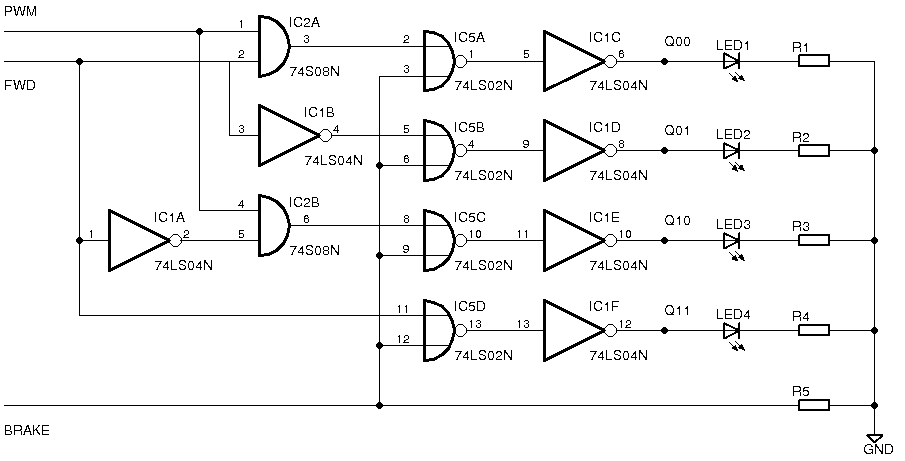 PWM
FWD
BRAKE
1
2
3
IC2A
74S08N
3
4
IC1B
74LS04N
1
2
IC1A
74LS04N
4
5
6
IC2B
74S08N
2
3
1
IC5A
74LS02N
5
6
4
IC5B
74LS02N
8
9
10
IC5C
74LS02N
11
12
13
IC5D
74LS02N
5
6
IC1C
74LS04N
9
8
IC1D
74LS04N
11
10
IC1E
74LS04N
13
12
IC1F
74LS04N
Q00
LED1
R1
Q01
LED2
R2
Q10
LED3
R3
Q11
LED4
R4
R5
GND